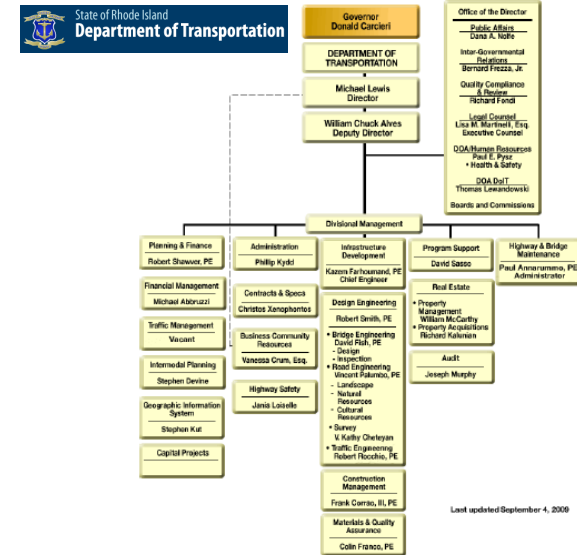 State of Rhode Island
Department of Transportation
Governor
Donald Carcieri
DEPARTMENT OF
TRANSPORTATION
Michael Lewis
Director
William Chuck Alves
Deputy Director
Office of the Director
Public Affairs
Dana A. Nolfe
Inter-Governmental
Relations
Bernard Frezza, Jr.
Quality Compliance
& Review
Richard Fondi
Legal Counsel
Lisa M. Martinelli, Esq.
Executive Counsel
DOA/Human Resources
Paul E. Pysz
• Health & Safety
DOA DoIT
Thomas Lewandowski
Boards and Commissions
Divisional Management
Planning & Finance
Robert Shawver, PE
Financial Management
Michael Abbruzzi
Traffic Management
Vacant
Intermodal Planning
Stephen Devine
Geographic Information
System
Stephen Kut
Capital Projects
Administration
Phillip Kydd
Contracts & Specs
Christos Xenophontos
Business Community
Resources
Vanessa Crum, Esq.
Highway Safety
Janis Loiselle
Infrastructure
Development
Kazem Farhoumand, PE
Chief Engineer
Design Engineering
Robert Smith, PE
• Bridge Engineering
David Fish, PE
- Design
- Inspection
• Road Engineering
Vincent Palumbo, PE
- Landscape
- Natural
Resources
- Cultural
Resources
• Survey
V. Kathy Cheteyan
• Traffic Engineering
Robert Rocchio, PE
Construction
Management
Frank Corrao, III, PE
Materials & Quality
Assurance
Colin Franco, PE
Program Support
David Sasso
Real Estate
• Property
Management
William McCarthy
• Property Acquisitions
Richard Kalunian
Audit
Joseph Murphy
Highway & Bridge
Maintenance
Paul Annarummo, PE
Administrator
Last updated September 4, 2009